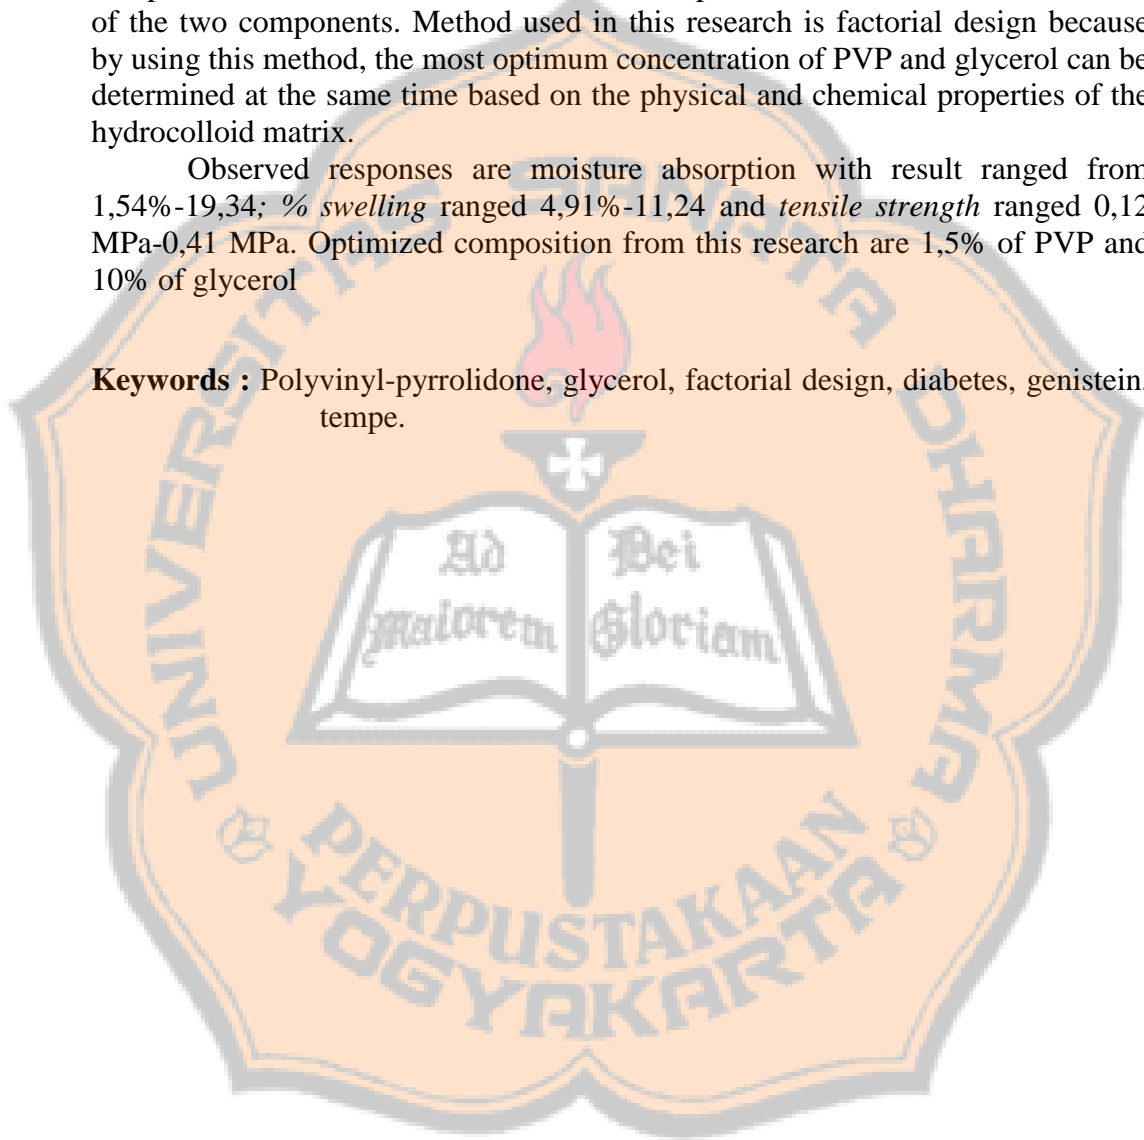 of the two components. Method used in this research is factorial design because
by using this method, the most optimum concentration of PVP and glycerol can be
determined at the same time based on the physical and chemical properties of the
hydrocolloid matrix.
Observed responses are moisture absorption with result ranged from
1,54%-19,34; % swelling ranged 4,91%-11,24 and tensile strength ranged 0,12
MPa-0,41 MPa. Optimized composition from this research are 1,5% of PVP and
10% of glycerol
Keywords : Polyvinyl-pyrrolidone, glycerol, factorial design, diabetes, genistein,
tempe.
UNIVERSITAS SANATA DHARMA
Ad Dei
Maiorem Gloriam
PERPUSTAKAAN
YOGYAKARTA